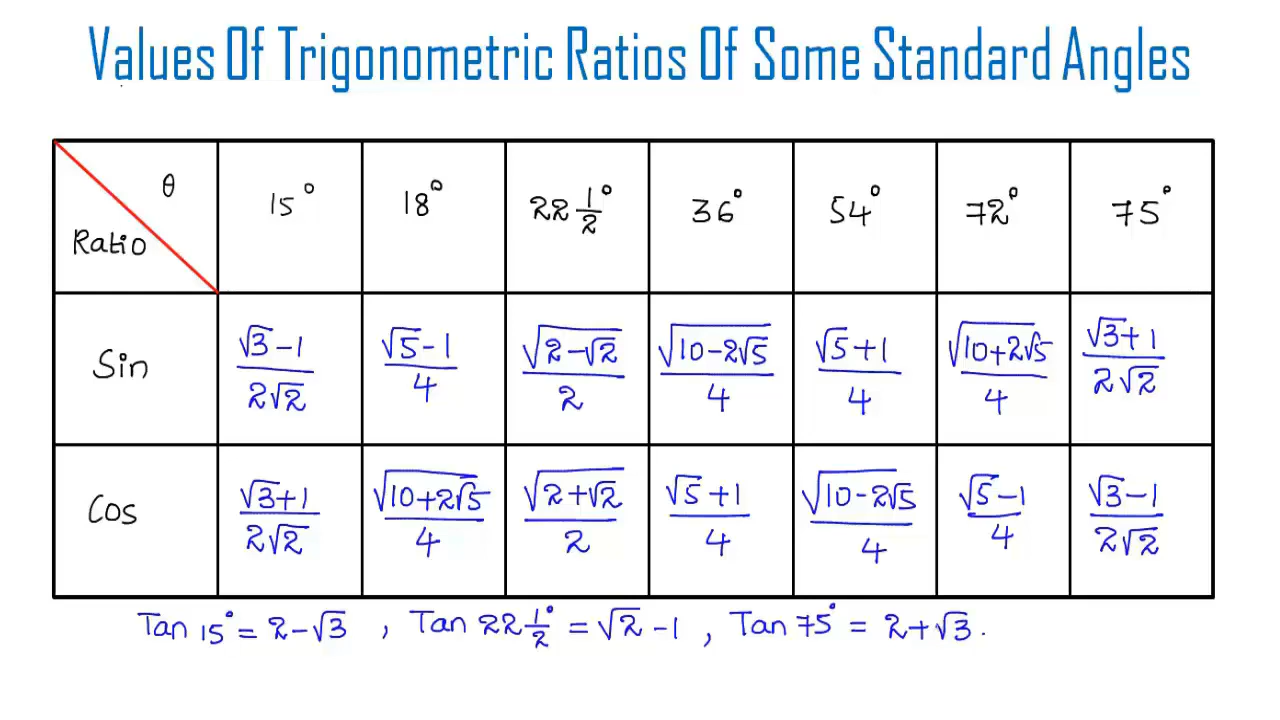 Values Of Trigonometric Ratios Of Some Standard Angles
θ
Ratio 15° 18° 22 1/2° 36° 54° 72° 75°
Sin (√3-1)/(2√2) (√5-1)/4 √(2-√2)/2 √(10-2√5)/4 (√5+1)/4 √(10+2√5)/4 (√3+1)/(2√2)
Cos (√3+1)/(2√2) √(10+2√5)/4 √(2+√2)/2 (√5+1)/4 √(10-2√5)/4 (√5-1)/4 (√3-1)/(2√2)
Tan 15° = 2-√3 , Tan 22 1/2° = √2-1 , Tan 75° = 2+√3.